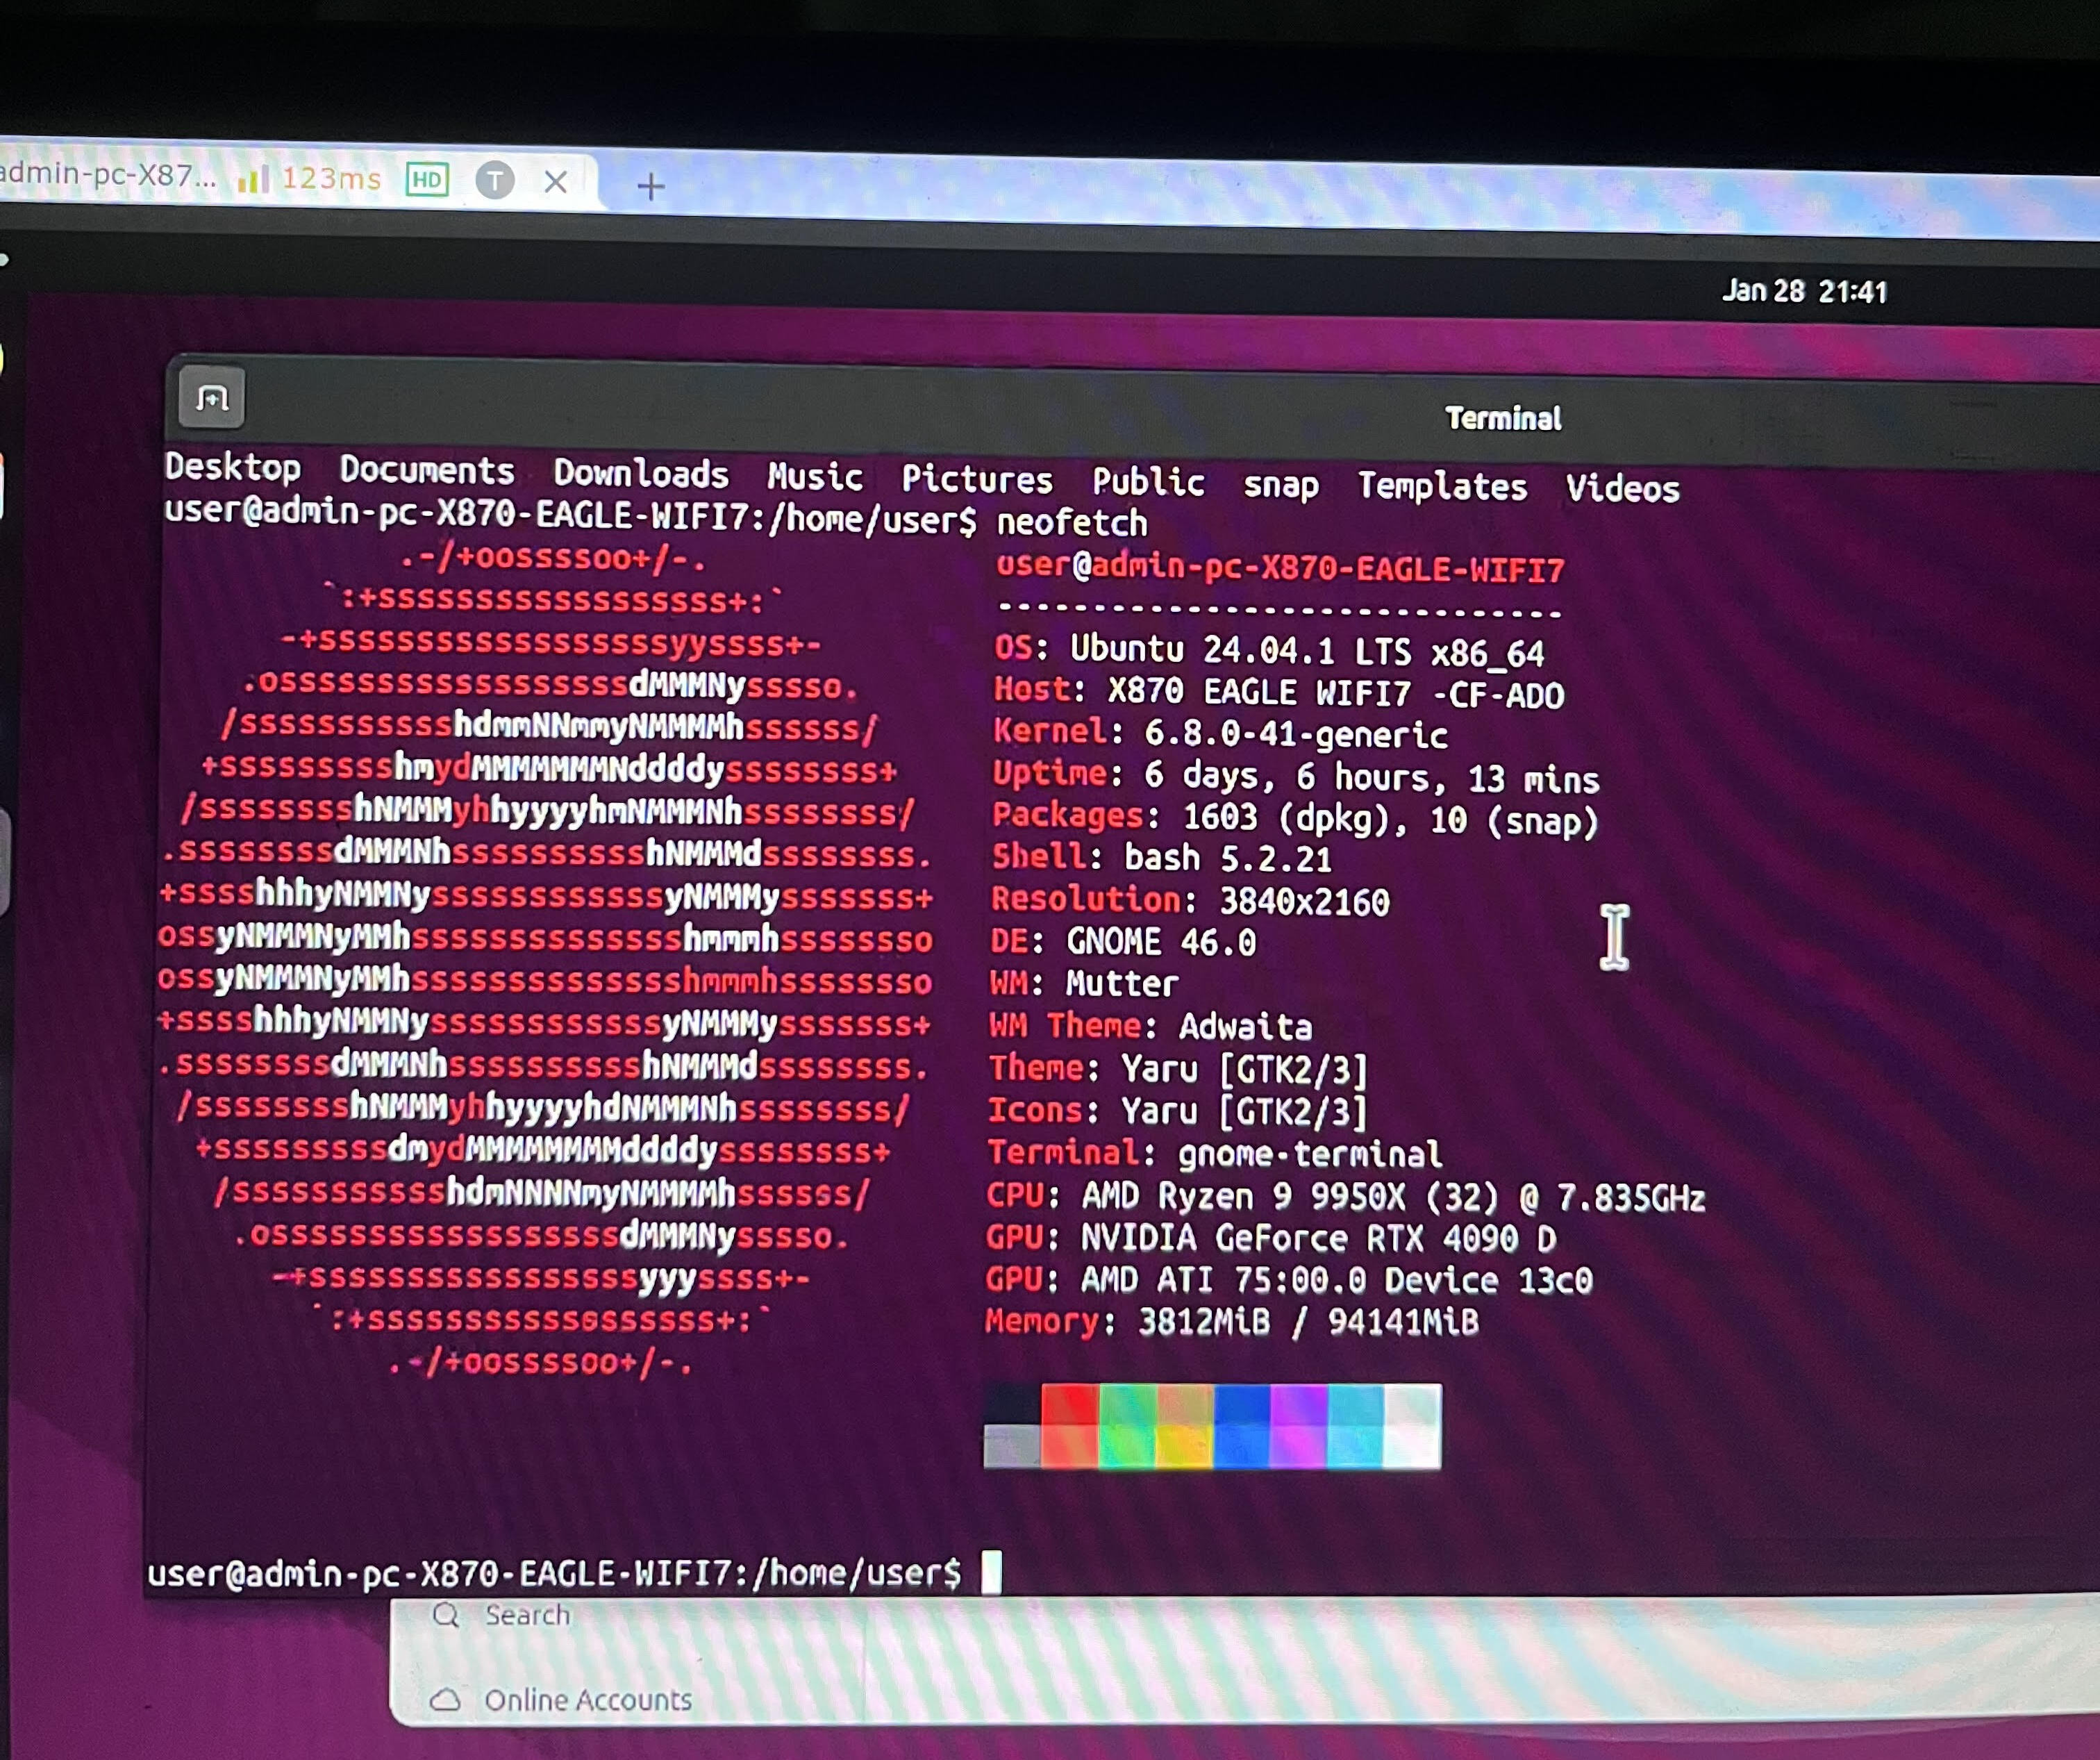 admin-pc-X87... 123ms HD T
Jan 28 21:41
Terminal
Desktop Documents Downloads Music Pictures Public snap Templates Videos
user@admin-pc-X870-EAGLE-WIFI7:/home/user$ neofetch
.-/+oossssoo+/-.
`:+ssssssssssssssssss+:`
-+ssssssssssssssssssyyssss+-
.ossssssssssssssssssdMMMNysssso.
/ssssssssssshdmmNNmmyNMMMMhssssss/
+ssssssssshmydMMMMMMMNddddyssssssss+
/sssssssshNMMMyhhyyyyhmNMMMNhssssssss/
.ssssssssdMMMNhsssssssssshNMMMdssssssss.
+sssshhhyNMMNyssssssssssssyNMMMysssssss+
ossyNMMMNyMMhsssssssssssssshmmmhssssssso
ossyNMMMNyMMhsssssssssssssshmmmhssssssso
+sssshhhyNMMNyssssssssssssyNMMMysssssss+
.ssssssssdMMMNhsssssssssshNMMMdssssssss.
/sssssssshNMMMyhhyyyyhdNMMMNhssssssss/
+sssssssssdmydMMMMMMMMddddyssssssss+
/ssssssssssshdmNNNNmyNMMMMhssssss/
.ossssssssssssssssssdMMMNysssso.
-+sssssssssssssssssyyyssss+-
`:+ssssssssssssssssss+:`
.-/+oossssoo+/-.
user@admin-pc-X870-EAGLE-WIFI7
------------------------------
OS: Ubuntu 24.04.1 LTS x86_64
Host: X870 EAGLE WIFI7 -CF-ADO
Kernel: 6.8.0-41-generic
Uptime: 6 days, 6 hours, 13 mins
Packages: 1603 (dpkg), 10 (snap)
Shell: bash 5.2.21
Resolution: 3840x2160
DE: GNOME 46.0
WM: Mutter
WM Theme: Adwaita
Theme: Yaru [GTK2/3]
Icons: Yaru [GTK2/3]
Terminal: gnome-terminal
CPU: AMD Ryzen 9 9950X (32) @ 7.835GHz
GPU: NVIDIA GeForce RTX 4090 D
GPU: AMD ATI 75:00.0 Device 13c0
Memory: 3812MiB / 94141MiB
user@admin-pc-X870-EAGLE-WIFI7:/home/user$
Search
Online Accounts